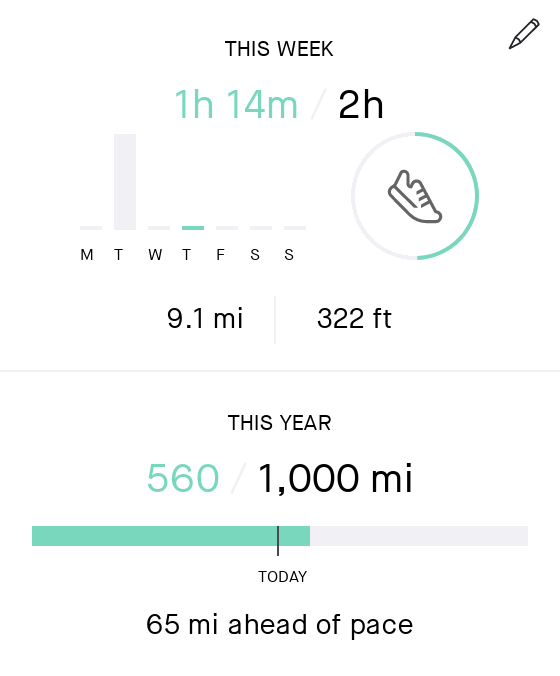 THIS WEEK
1h 14m / 2h
M T W T F S S
9.1 mi 322 ft
THIS YEAR
560 / 1,000 mi
TODAY
65 mi ahead of pace